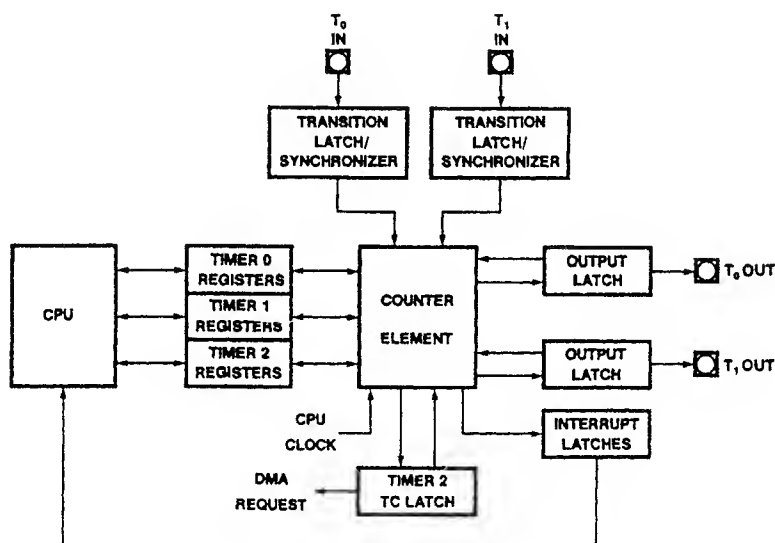 T₀
IN
T₁
IN
TRANSITION
LATCH/
SYNCHRONIZER
TRANSITION
LATCH/
SYNCHRONIZER
CPU
TIMER 0
REGISTERS
TIMER 1
REGISTERS
TIMER 2
REGISTERS
COUNTER
ELEMENT
OUTPUT
LATCH
T₀ OUT
OUTPUT
LATCH
T₁ OUT
CPU
CLOCK
INTERRUPT
LATCHES
DMA
REQUEST
TIMER 2
TC LATCH